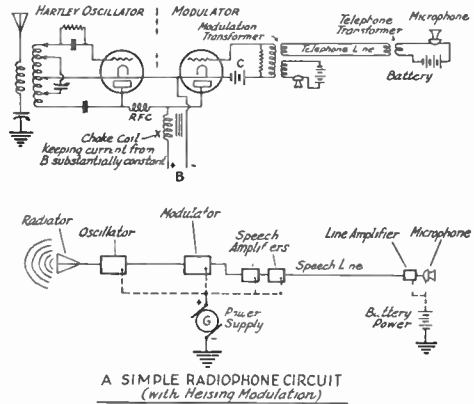 HARTLEY OSCILLATOR
MODULATOR
Modulation
Transformer
Telephone
Transformer
Microphone
Telephone Line
C
Battery
RFC
Choke Coil
Keeping current from
B substantially constant
X
+
-
B
Radiator
Oscillator
Modulator
Speech
Amplifiers
Line Amplifier
Microphone
Speech Line
+
G
Power
Supply
-
Battery
Power
A SIMPLE RADIOPHONE CIRCUIT
(with Heising Modulation)